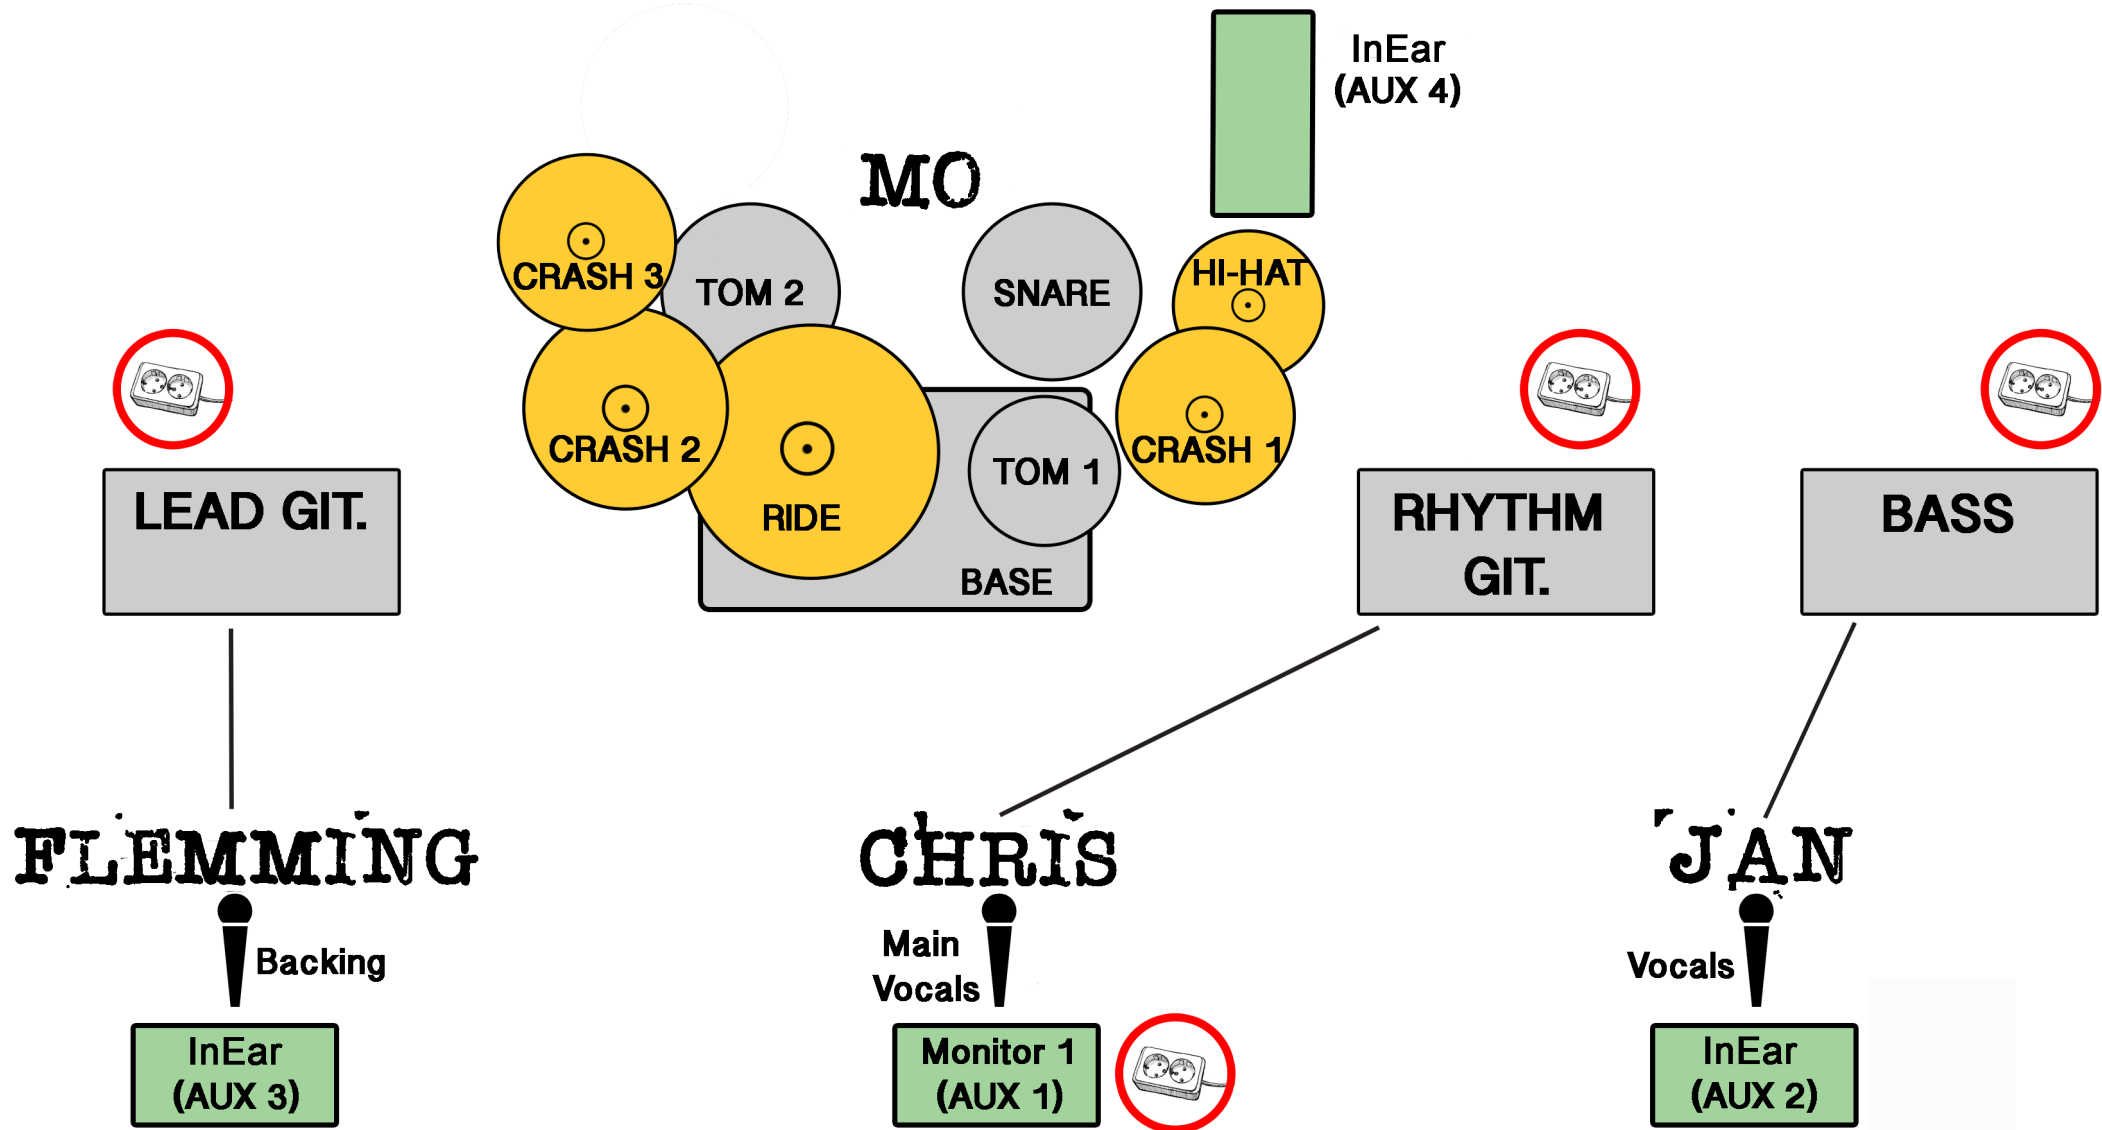 InEar
(AUX 4)
MO
CRASH 3
TOM 2
SNARE
HI-HAT
CRASH 2
RIDE
TOM 1
CRASH 1
BASE
LEAD GIT.
RHYTHM
GIT.
BASS
FLEMMING
CHRIS
JAN
Backing
Main
Vocals
Vocals
InEar
(AUX 3)
Monitor 1
(AUX 1)
InEar
(AUX 2)